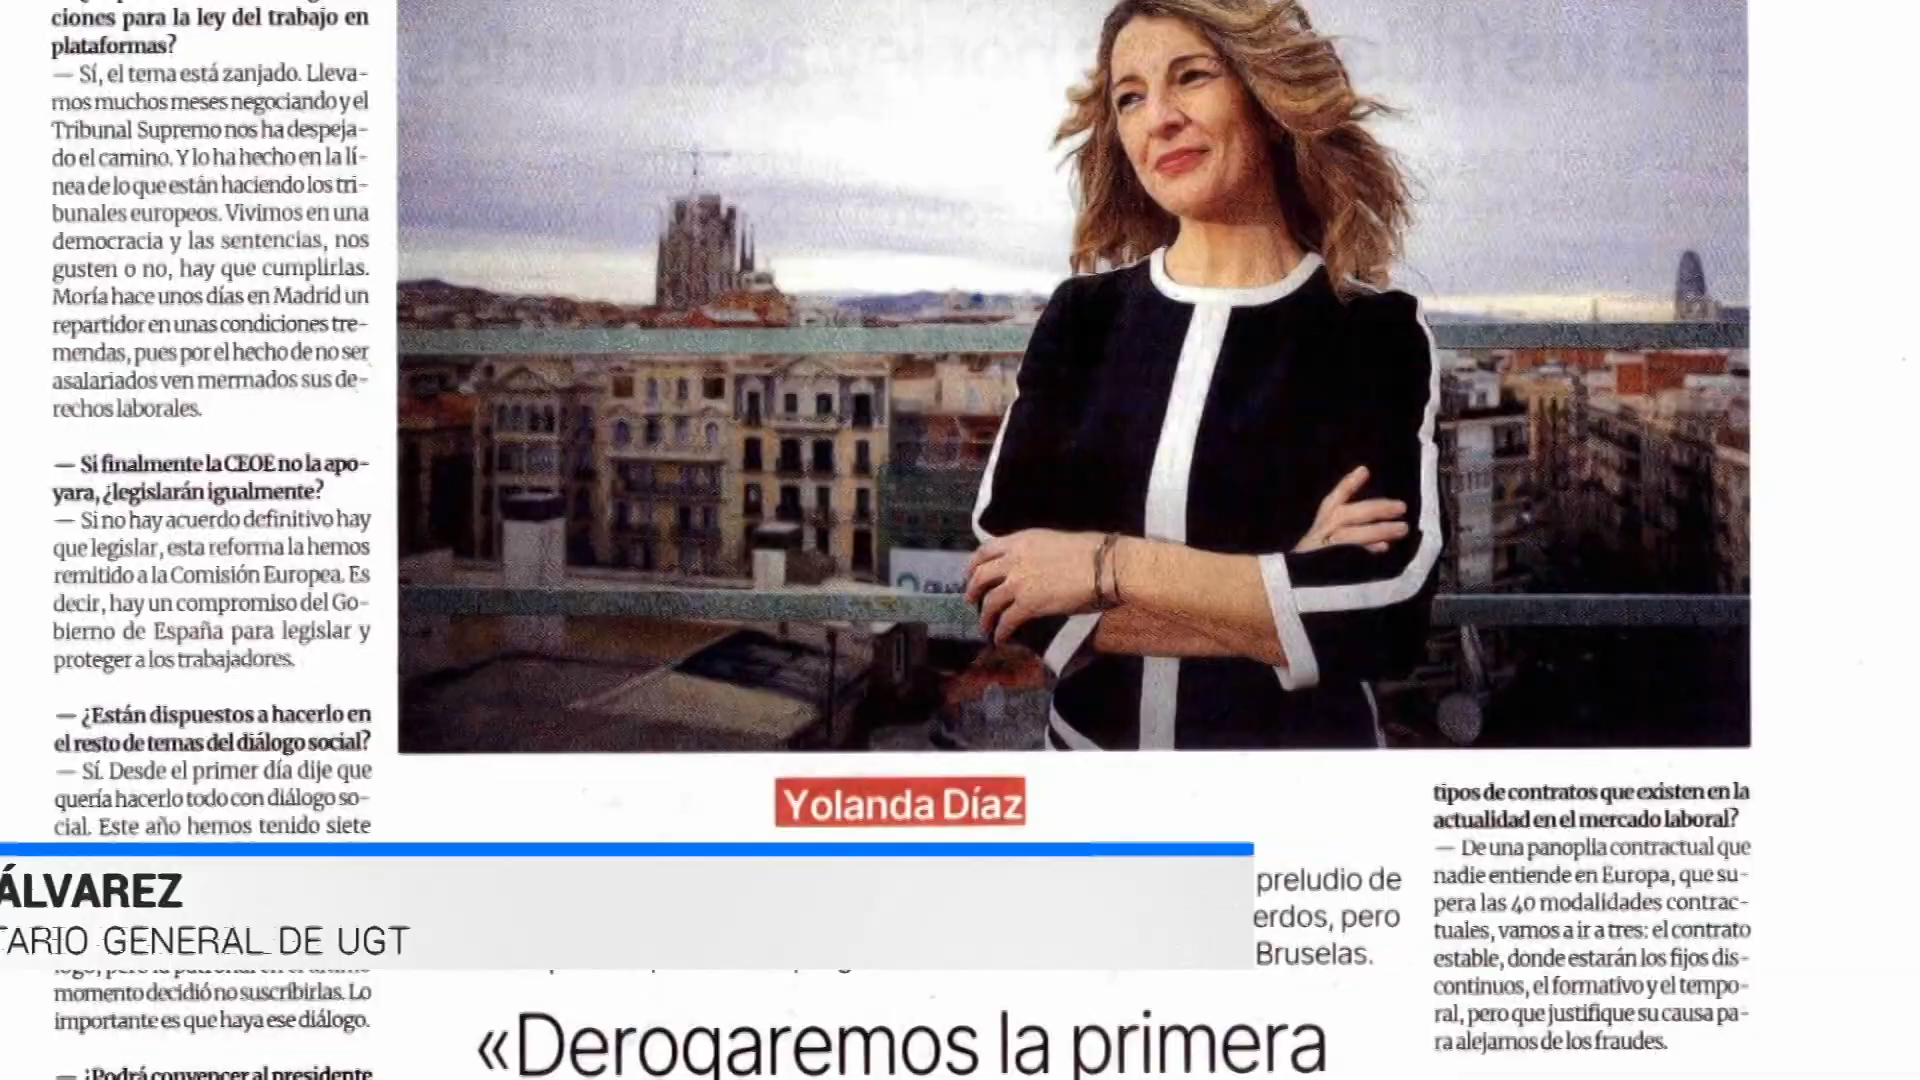 ciones para la ley del trabajo en
plataformas?
— Sí, el tema está zanjado. Lleva-
mos muchos meses negociando y el
Tribunal Supremo nos ha despeja-
do el camino. Y lo ha hecho en la lí-
nea de lo que están haciendo los tri-
bunales europeos. Vivimos en una
democracia y las sentencias, nos
gusten o no, hay que cumplirlas.
Moría hace unos días en Madrid un
repartidor en unas condiciones tre-
mendas, pues por el hecho de no ser
asalariados ven mermados sus de-
rechos laborales.
— Si finalmente la CEOE no la apo-
yara, ¿legislarán igualmente?
— Si no hay acuerdo definitivo hay
que legislar, esta reforma la hemos
remitido a la Comisión Europea. Es
decir, hay un compromiso del Go-
bierno de España para legislar y
proteger a los trabajadores.
— ¿Están dispuestos a hacerlo en
el resto de temas del diálogo social?
— Sí. Desde el primer día dije que
quería hacerlo todo con diálogo so-
cial. Este año hemos tenido siete
ÁLVAREZ
TARIO GENERAL DE UGT
momento decidió no suscribirlas. Lo
importante es que haya ese diálogo.
— ¿Podrá convencer al presidente
Yolanda Díaz
preludio de
erdos, pero
Bruselas.
«Derogaremos la primera
tipos de contratos que existen en la
actualidad en el mercado laboral?
— De una panoplia contractual que
nadie entiende en Europa, que su-
pera las 40 modalidades contrac-
tuales, vamos a ir a tres: el contrato
estable, donde estarán los fijos dis-
continuos, el formativo y el tempo-
ral, pero que justifique su causa pa-
ra alejarnos de los fraudes.